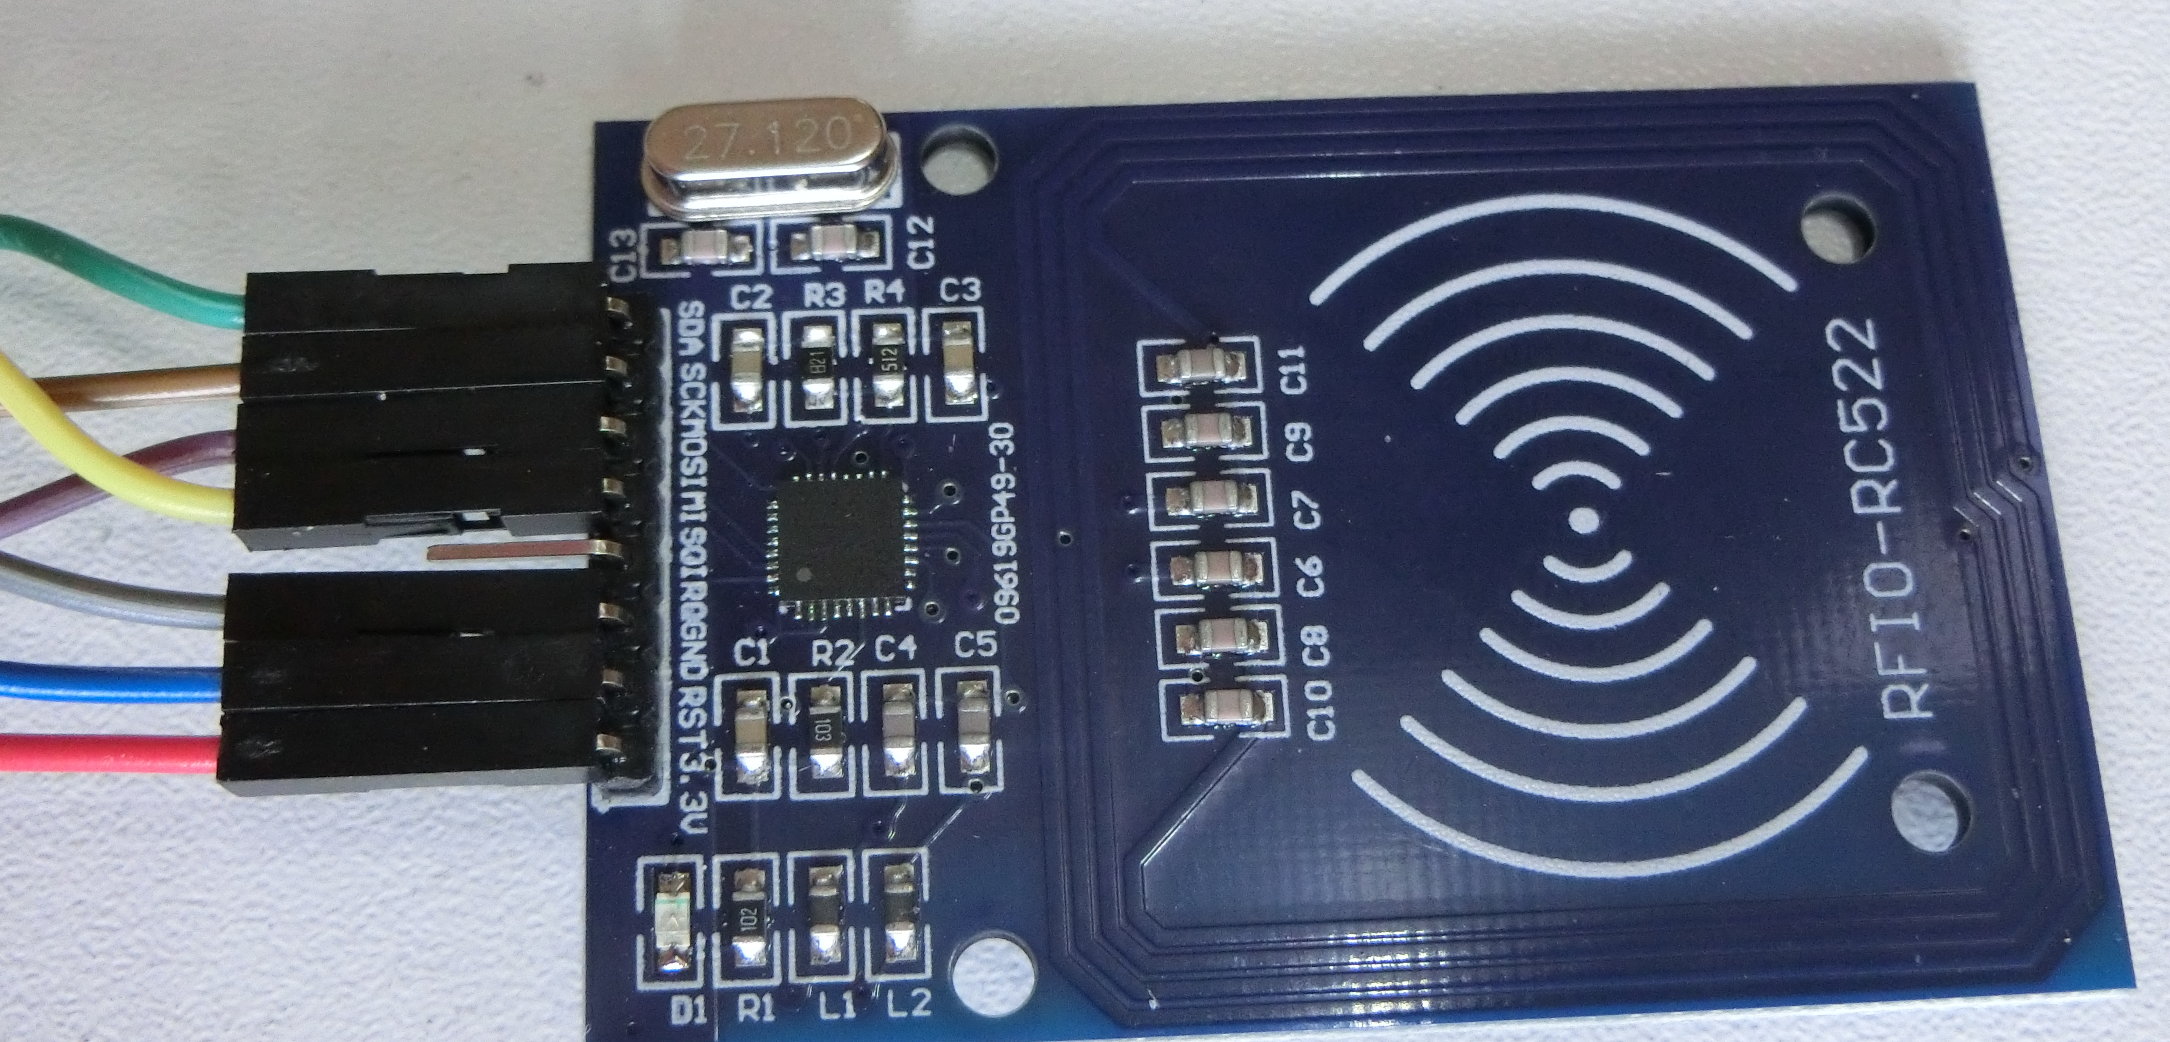 27.120
C13
C12
C2 R3 R4 C3
821
512
SDA SCK MOSI MISO IRQ GND RST 3.3V
09619GP49-30
C11
C9
C7
C6
C8
C10
RFID-RC522
C1 R2 C4 C5
103
102
D1 R1 L1 L2